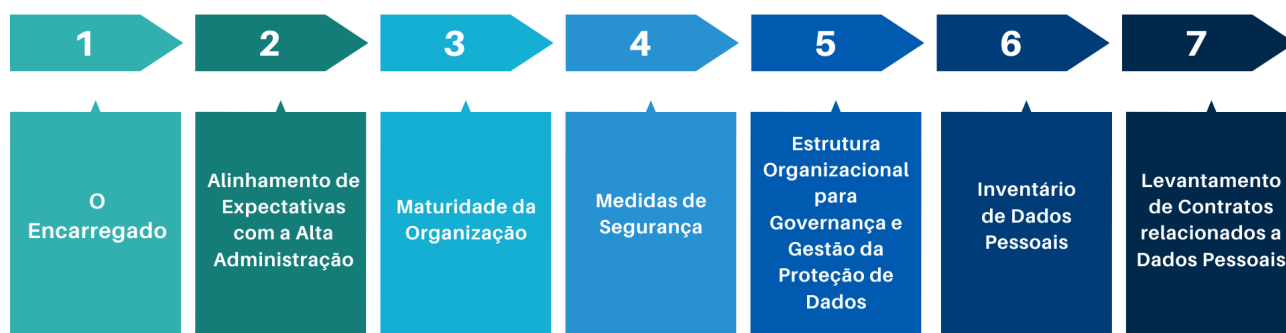 1
2
3
4
5
6
7
O
Encarregado
Alinhamento de
Expectativas
com a Alta
Administração
Maturidade da
Organização
Medidas de
Segurança
Estrutura
Organizacional
para
Governança e
Gestão da
Proteção de
Dados
Inventário
de Dados
Pessoais
Levantamento
de Contratos
relacionados a
Dados Pessoais